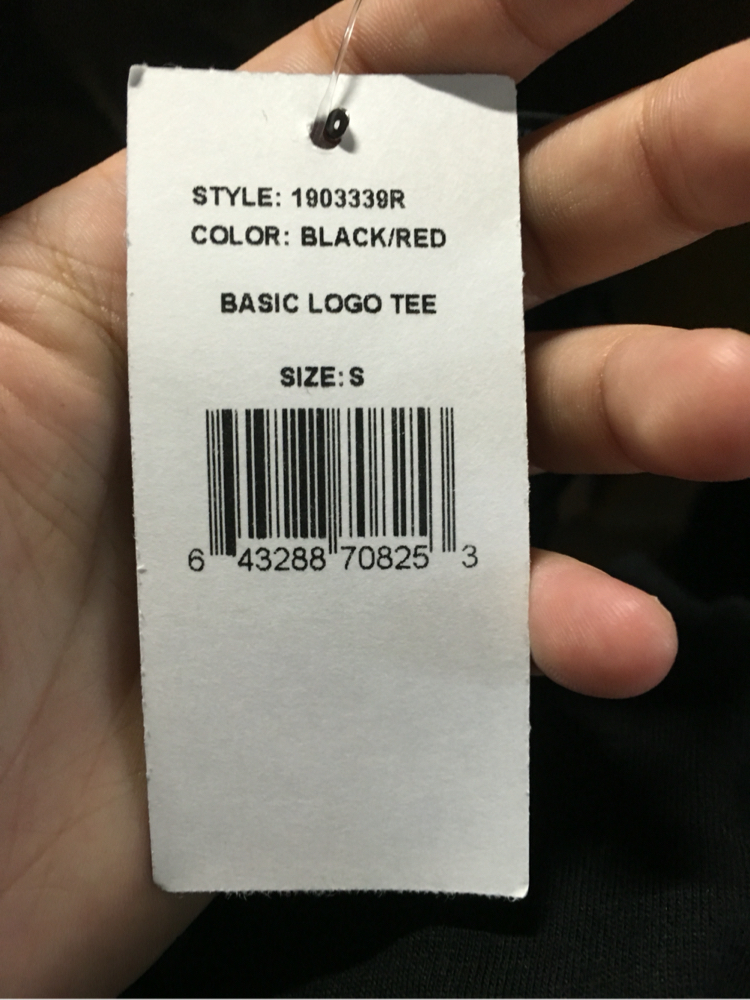 STYLE: 1903339R
COLOR: BLACK/RED
BASIC LOGO TEE
SIZE: S
6 43288 70825 3